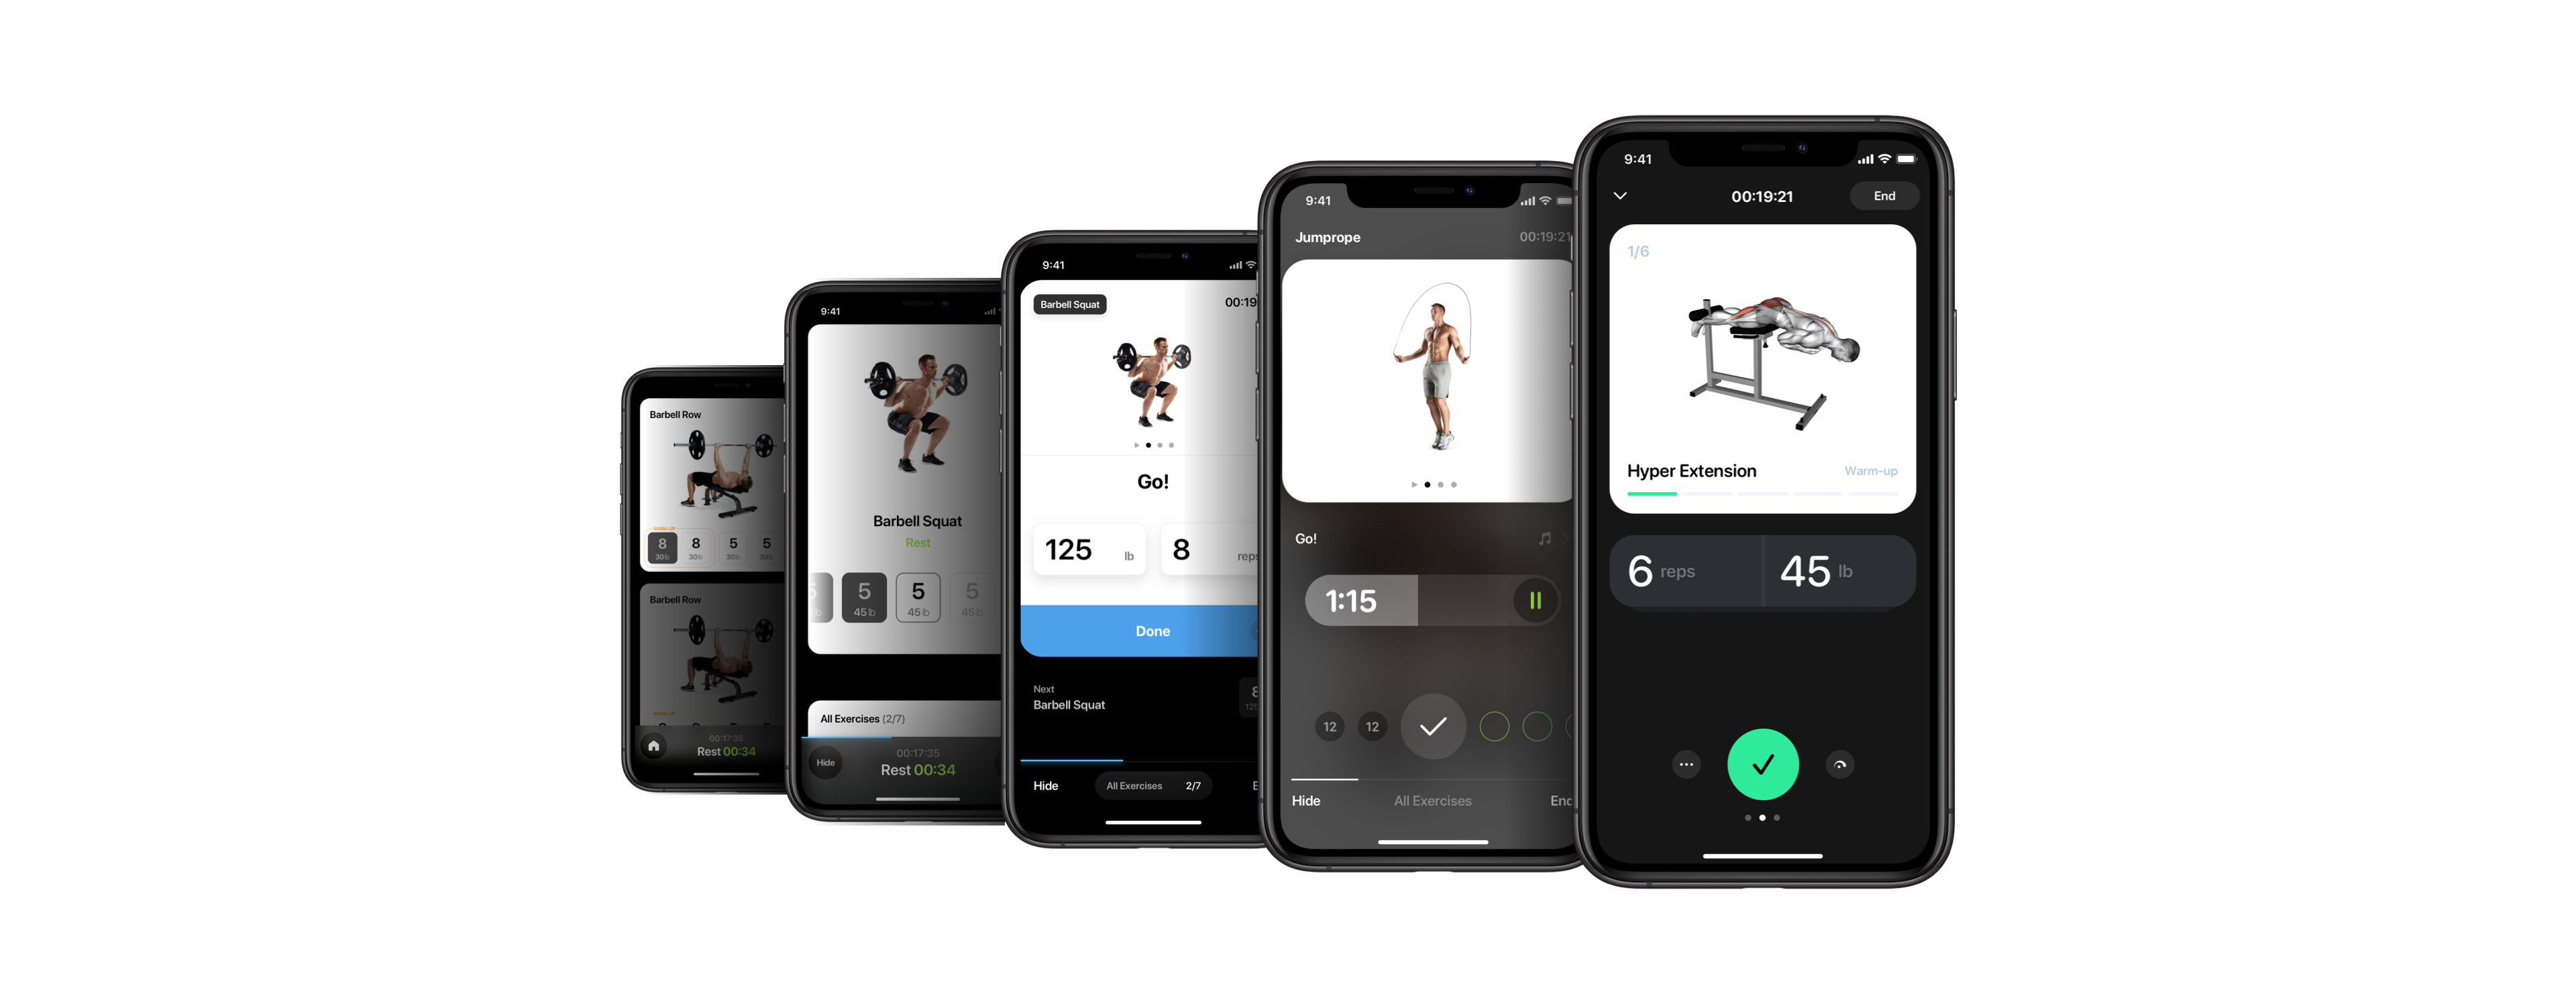 Barbell Row
8
8
5
5
30lb
30lb
30lb
30lb
Barbell Row
00:17:35
Rest 00:34
9:41
Barbell Squat
Rest
5
5
5
45lb
45lb
45lb
All Exercises (2/7)
Hide
00:17:35
Rest 00:34
9:41
Barbell Squat
00:19
Go!
125 lb
8 reps
Done
Next
Barbell Squat
8
Hide
All Exercises 2/7
E
9:41
Jumprope
00:19:21
Go!
1:15
12
12
Hide
All Exercises
End
9:41
00:19:21
End
1/6
Hyper Extension
Warm-up
6 reps
45 lb